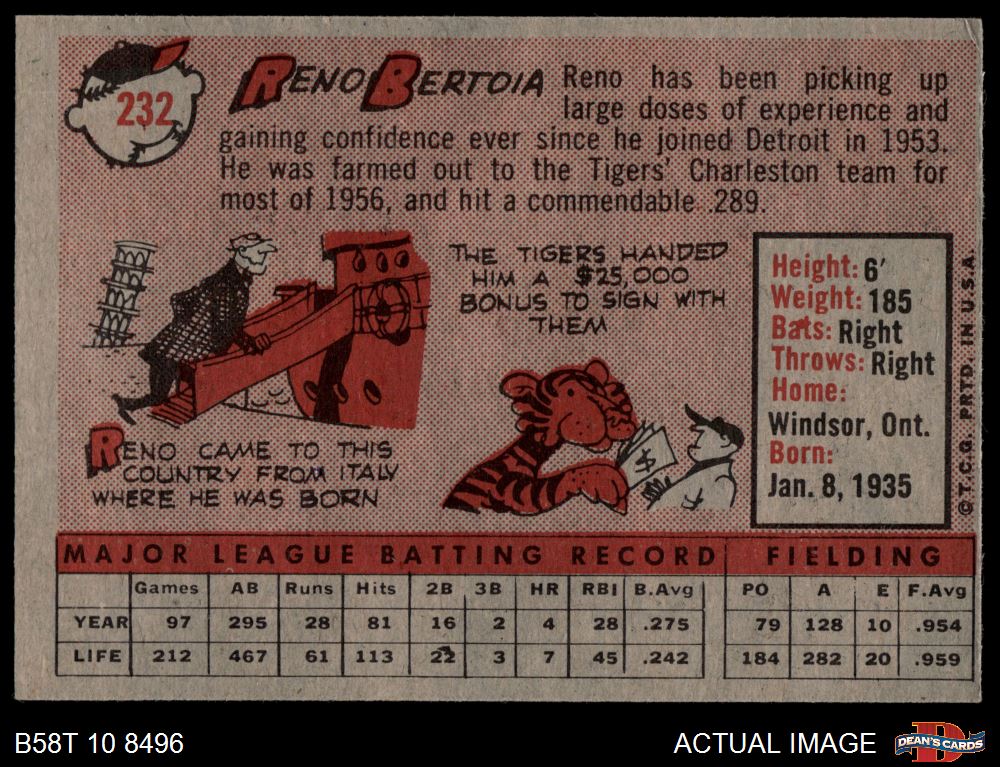 232
RENO BERTOIA
Reno has been picking up
large doses of experience and
gaining confidence ever since he joined Detroit in 1953.
He was farmed out to the Tigers' Charleston team for
most of 1956, and hit a commendable .289.
THE TIGERS HANDED
HIM A $25,000
BONUS TO SIGN WITH
THEM
$
RENO CAME TO THIS
COUNTRY FROM ITALY
WHERE HE WAS BORN
Height: 6'
Weight: 185
Bats: Right
Throws: Right
Home:
Windsor, Ont.
Born:
Jan. 8, 1935
© T.C.G. PRTD. IN U.S.A.
MAJOR LEAGUE BATTING RECORD FIELDING
Games AB Runs Hits 2B 3B HR RBI B.Avg PO A E F.Avg
YEAR 97 295 28 81 16 2 4 28 .275 79 128 10 .954
LIFE 212 467 61 113 22 3 7 45 .242 184 282 20 .959
B58T 10 8496
ACTUAL IMAGE
D
DEAN'S CARDS